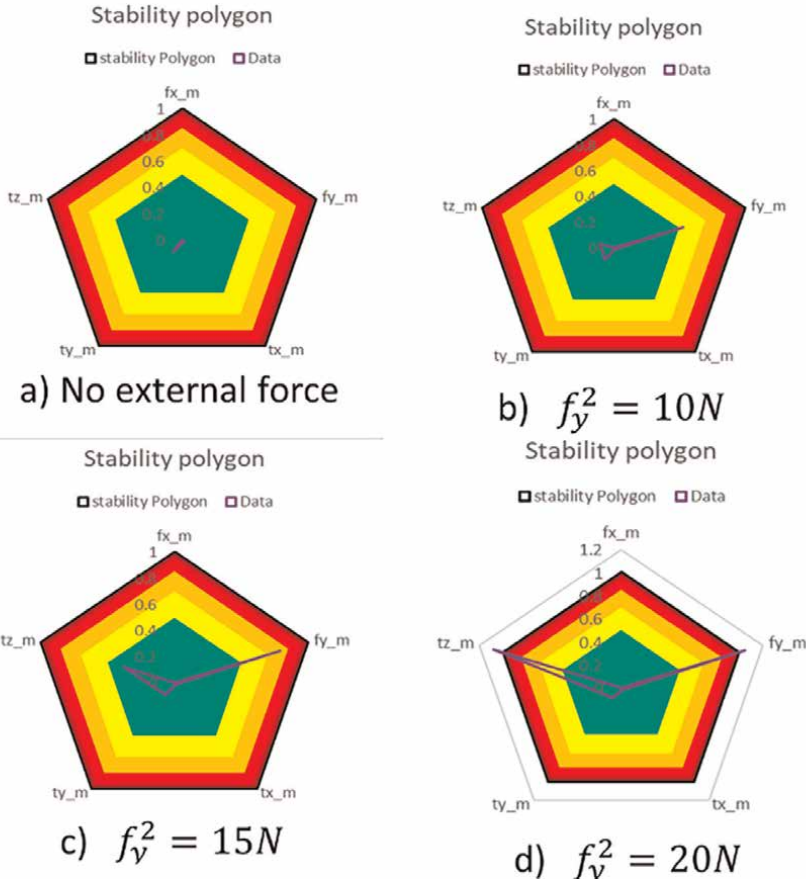 Stability polygon
stability Polygon Data
fx_m
1
0.8
0.6
0.4
0.2
0
tz_m
fy_m
ty_m
tx_m
a) No external force
Stability polygon
stability Polygon Data
fx_m
1
0.8
0.6
0.4
0.2
0
tz_m
fy_m
ty_m
tx_m
b) f_y^2 = 10N
Stability polygon
stability Polygon Data
fx_m
1
0.8
0.6
0.4
0.2
tz_m
fy_m
ty_m
tx_m
c) f_y^2 = 15N
Stability polygon
stability Polygon Data
fx_m
1.2
1
0.8
0.6
0.4
0.2
tz_m
fy_m
ty_m
tx_m
d) f_y^2 = 20N